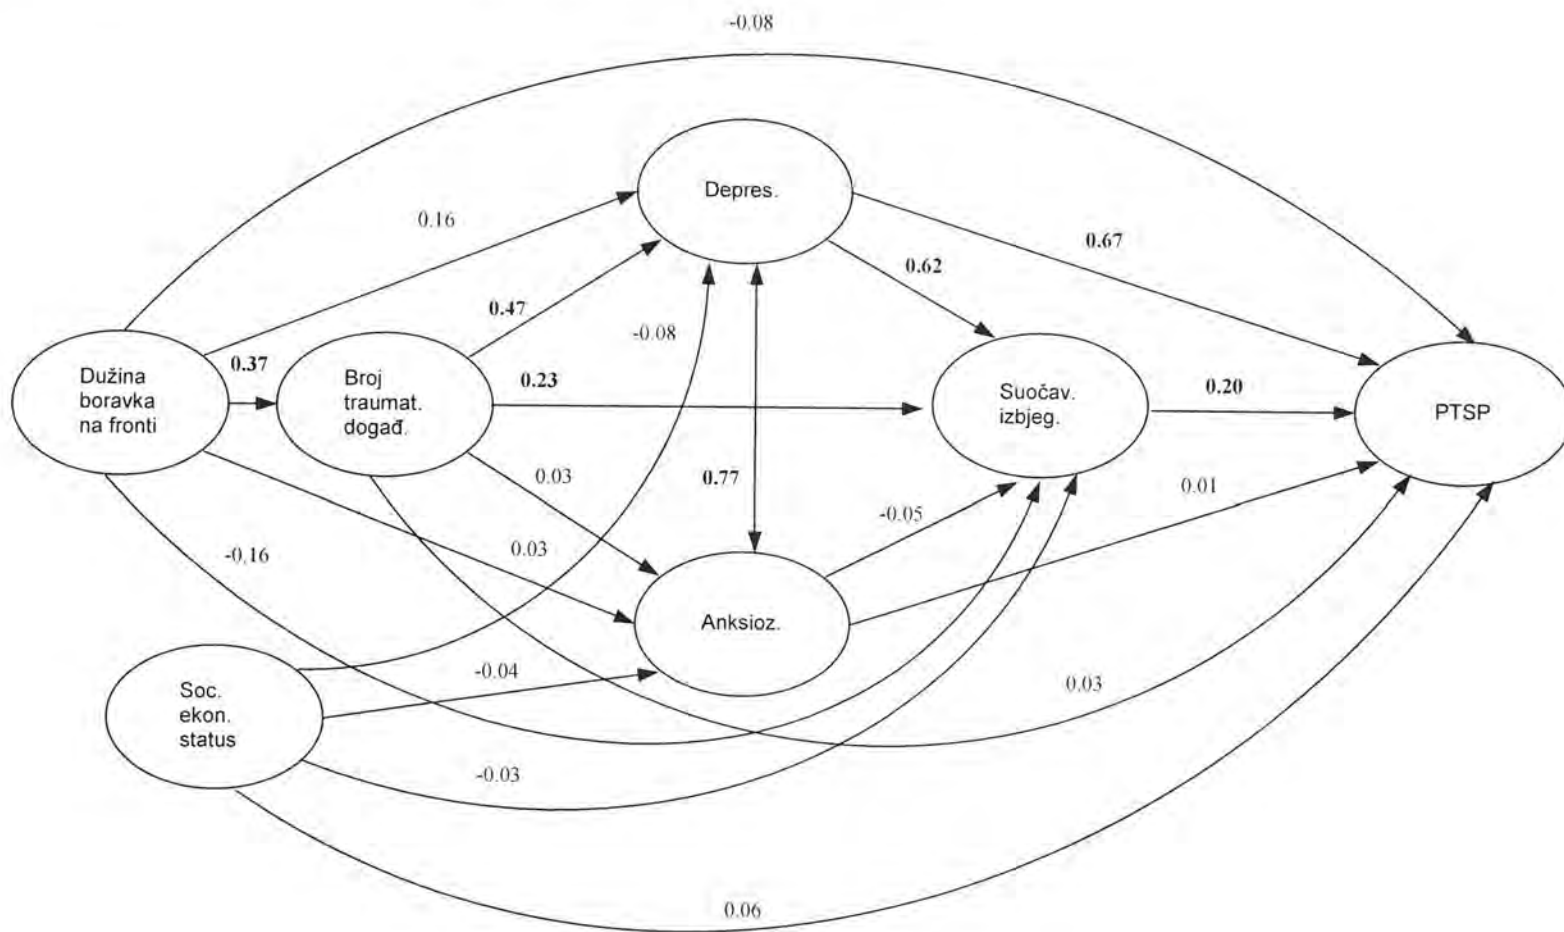 -0.08
Depres.
0.16
0.67
0.62
0.47
-0.08
0.37
Dužina
boravka
na fronti
Broj
traumat.
događ.
0.23
Suočav.
izbjeg.
0.20
PTSP
0.03
0.77
0.01
-0.05
-0.16
0.03
Anksioz.
-0.04
0.03
Soc.
ekon.
status
-0.03
0.06